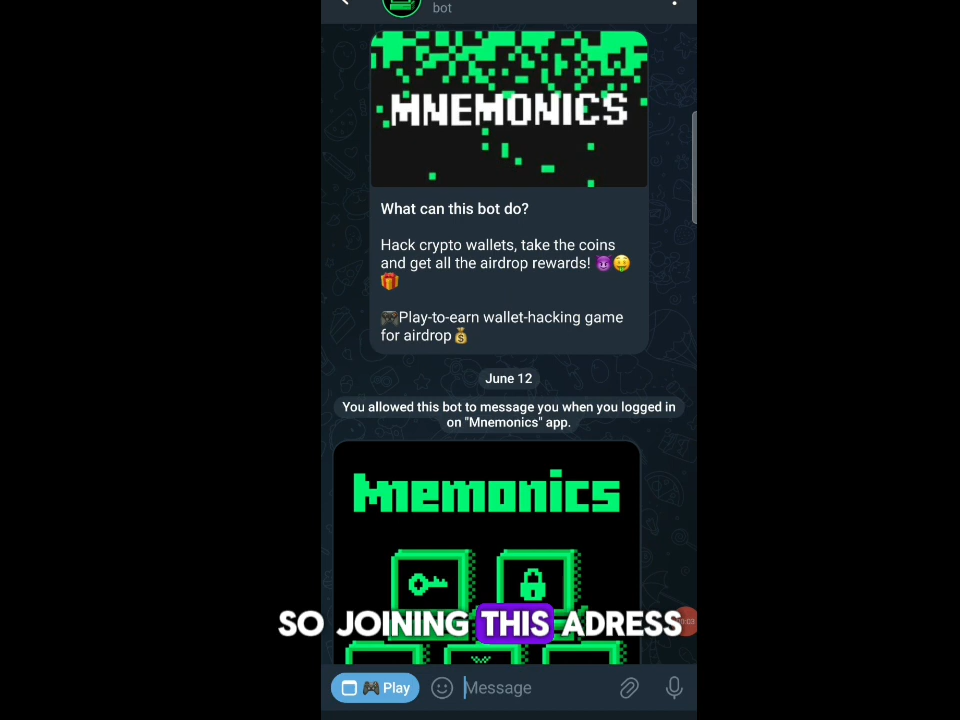 bot
MNEMONICS
What can this bot do?
Hack crypto wallets, take the coins
and get all the airdrop rewards! 😈🤑
🎁
🎮Play-to-earn wallet-hacking game
for airdrop💰
June 12
You allowed this bot to message you when you logged in
on "Mnemonics" app.
mnemonics
SO JOINING THIS ADRESS
🎮 Play
Message